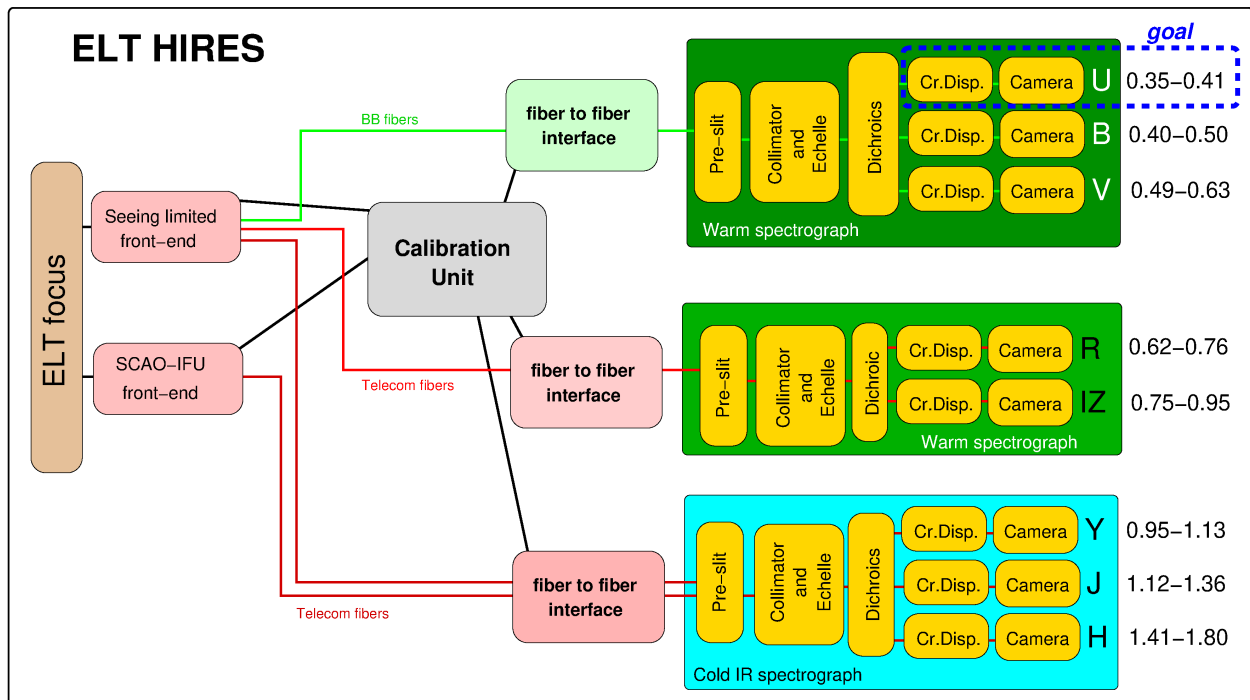 ELT HIRES
goal
ELT focus
Seeing limited
front−end
SCAO−IFU
front−end
BB fibers
Telecom fibers
Telecom fibers
Calibration
Unit
fiber to fiber
interface
Pre−slit
Collimator
and
Echelle
Dichroics
Cr.Disp.
Camera
U
0.35−0.41
Cr.Disp.
Camera
B
0.40−0.50
Cr.Disp.
Camera
V
0.49−0.63
Warm spectrograph
fiber to fiber
interface
Pre−slit
Collimator
and
Echelle
Dichroic
Cr.Disp.
Camera
R
0.62−0.76
Cr.Disp.
Camera
IZ
0.75−0.95
Warm spectrograph
fiber to fiber
interface
Pre−slit
Collimator
and
Echelle
Dichroics
Cr.Disp.
Camera
Y
0.95−1.13
Cr.Disp.
Camera
J
1.12−1.36
Cr.Disp.
Camera
H
1.41−1.80
Cold IR spectrograph